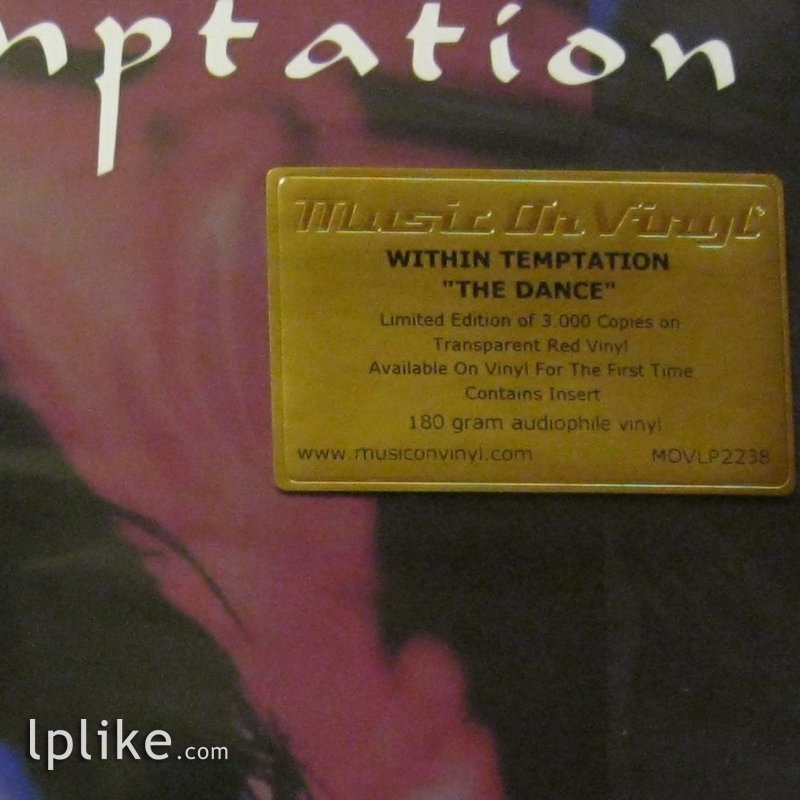 mptation
Music On Vinyl
WITHIN TEMPTATION
"THE DANCE"
Limited Edition of 3.000 Copies on
Transparent Red Vinyl
Available On Vinyl For The First Time
Contains Insert
180 gram audiophile vinyl
www.musiconvinyl.com MOVLP2238
lplike.com